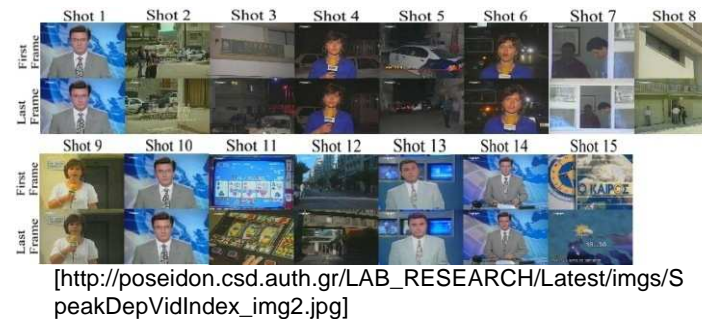 Shot 1 Shot 2 Shot 3 Shot 4 Shot 5 Shot 6 Shot 7 Shot 8
First
Frame
Last
Frame
Shot 9 Shot 10 Shot 11 Shot 12 Shot 13 Shot 14 Shot 15
First
Frame
Ο ΚΑΙΡΟΣ
Last
Frame
[http://poseidon.csd.auth.gr/LAB_RESEARCH/Latest/imgs/S
peakDepVidIndex_img2.jpg]